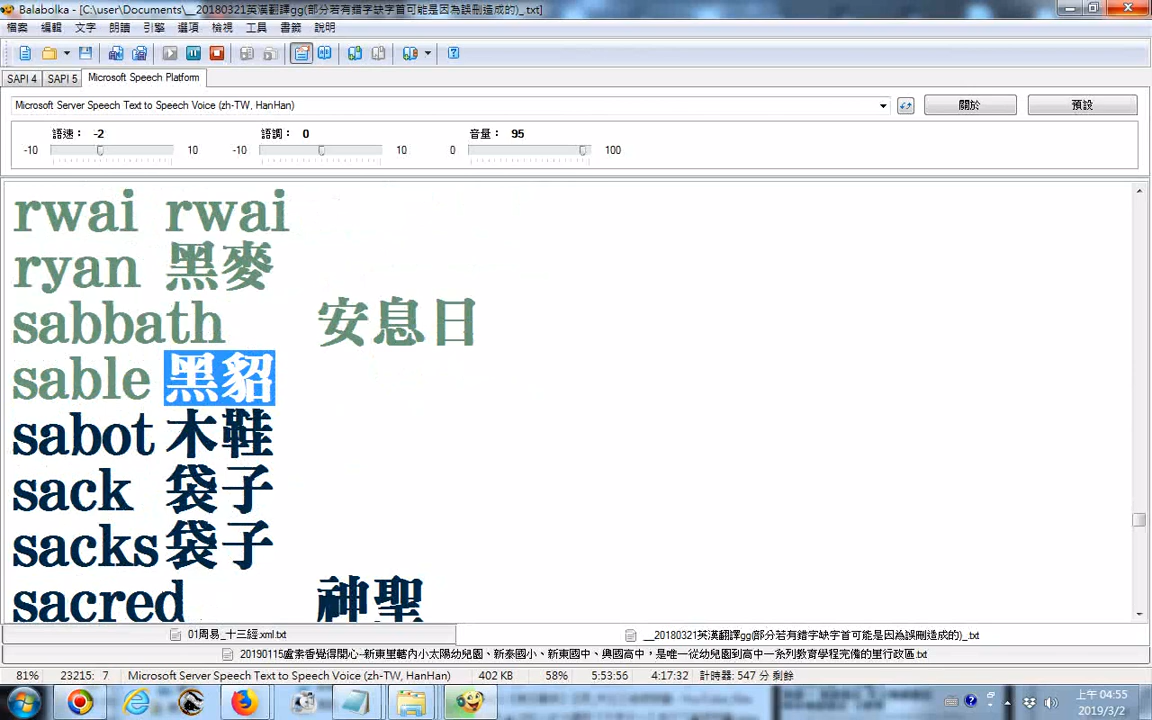 Balabolka - [C:\user\Documents\__20180321英漢翻譯gg(部分若有錯字缺字首可能是因為誤刪造成的)_.txt]
檔案 編輯 文字 朗讀 引擎 選項 檢視 工具 書籤 說明
SAPI 4 SAPI 5 Microsoft Speech Platform
Microsoft Server Speech Text to Speech Voice (zh-TW, HanHan) 關於 預設
語速： -2 語調： 0 音量： 95
-10 10 -10 10 0 100
rwai rwai
ryan 黑麥
sabbath 安息日
sable 黑貂
sabot 木鞋
sack 袋子
sacks 袋子
sacred 神聖
01周易_十三經.xml.txt __20180321英漢翻譯gg(部分若有錯字缺字首可能是因為誤刪造成的)_.txt
20190115盧素香覺得開心-新東里轄內小太陽幼兒園、新泰國小、新東國中、興國高中，是唯一從幼兒園到高中一系列教育學程完備的里行政區.txt
81% 23215: 7 Microsoft Server Speech Text to Speech Voice (zh-TW, HanHan) 402 KB 58% 5:53:56 4:17:32 計時器: 547 分 剩餘
上午 04:55
2019/3/2